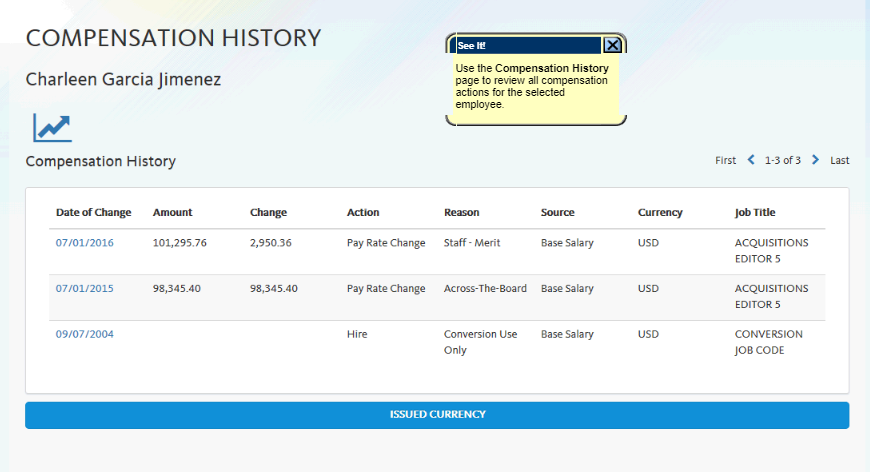 COMPENSATION HISTORY
Charleen Garcia Jimenez
See It!
Use the Compensation History
page to review all compensation
actions for the selected
employee.
Compensation History
First 1-3 of 3 Last
Date of Change Amount Change Action Reason Source Currency Job Title
07/01/2016 101,295.76 2,950.36 Pay Rate Change Staff - Merit Base Salary USD ACQUISITIONS
EDITOR 5
07/01/2015 98,345.40 98,345.40 Pay Rate Change Across-The-Board Base Salary USD ACQUISITIONS
EDITOR 5
09/07/2004 Hire Conversion Use Base Salary USD CONVERSION
Only JOB CODE
ISSUED CURRENCY